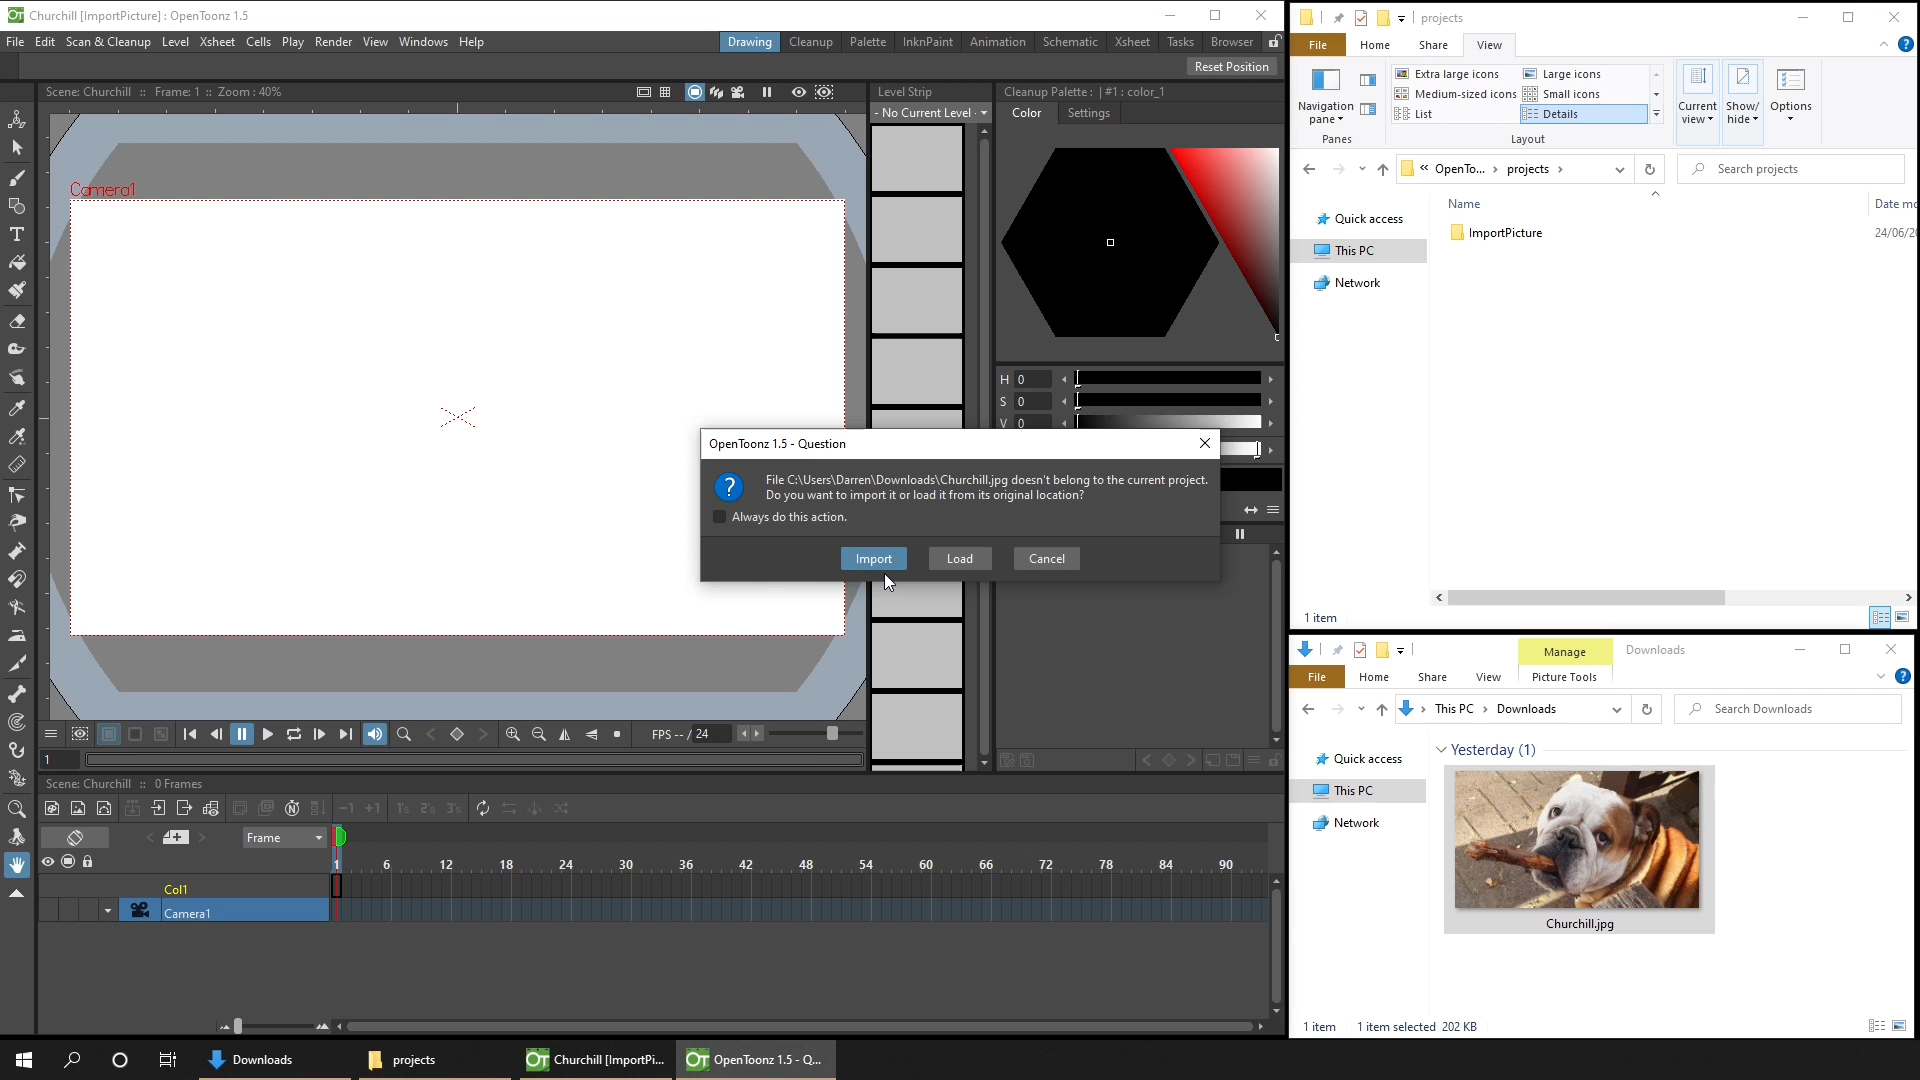 Churchill [ImportPicture] : OpenToonz 1.5
File Edit Scan & Cleanup Level Xsheet Cells Play Render View Windows Help
Drawing Cleanup Palette InknPaint Animation Schematic Xsheet Tasks Browser
Reset Position
Scene: Churchill :: Frame: 1 :: Zoom : 40%
Camera1
Level Strip
- No Current Level -
Cleanup Palette : | #1 : color_1
Color Settings
H 0
S 0
V 0
OpenToonz 1.5 - Question
File C:\Users\Darren\Downloads\Churchill.jpg doesn't belong to the current project.
Do you want to import it or load it from its original location?
Always do this action.
Import Load Cancel
FPS -- / 24
1
Scene: Churchill :: 0 Frames
-1 +1 1's 2's 3's
Frame
1 6 12 18 24 30 36 42 48 54 60 66 72 78 84 90
Col1
Camera1
projects
File Home Share View
Navigation pane
Extra large icons Large icons
Medium-sized icons Small icons
List Details
Current view
Show/ hide
Options
Panes Layout
« OpenTo... › projects ›
Search projects
Name Date mo
Quick access
This PC
Network
ImportPicture 24/06/20
1 item
Manage Downloads
File Home Share View Picture Tools
This PC › Downloads
Search Downloads
Quick access
This PC
Network
Yesterday (1)
Churchill.jpg
1 item 1 item selected 202 KB
Downloads
projects
Churchill [ImportPi...
OpenToonz 1.5 - Q...